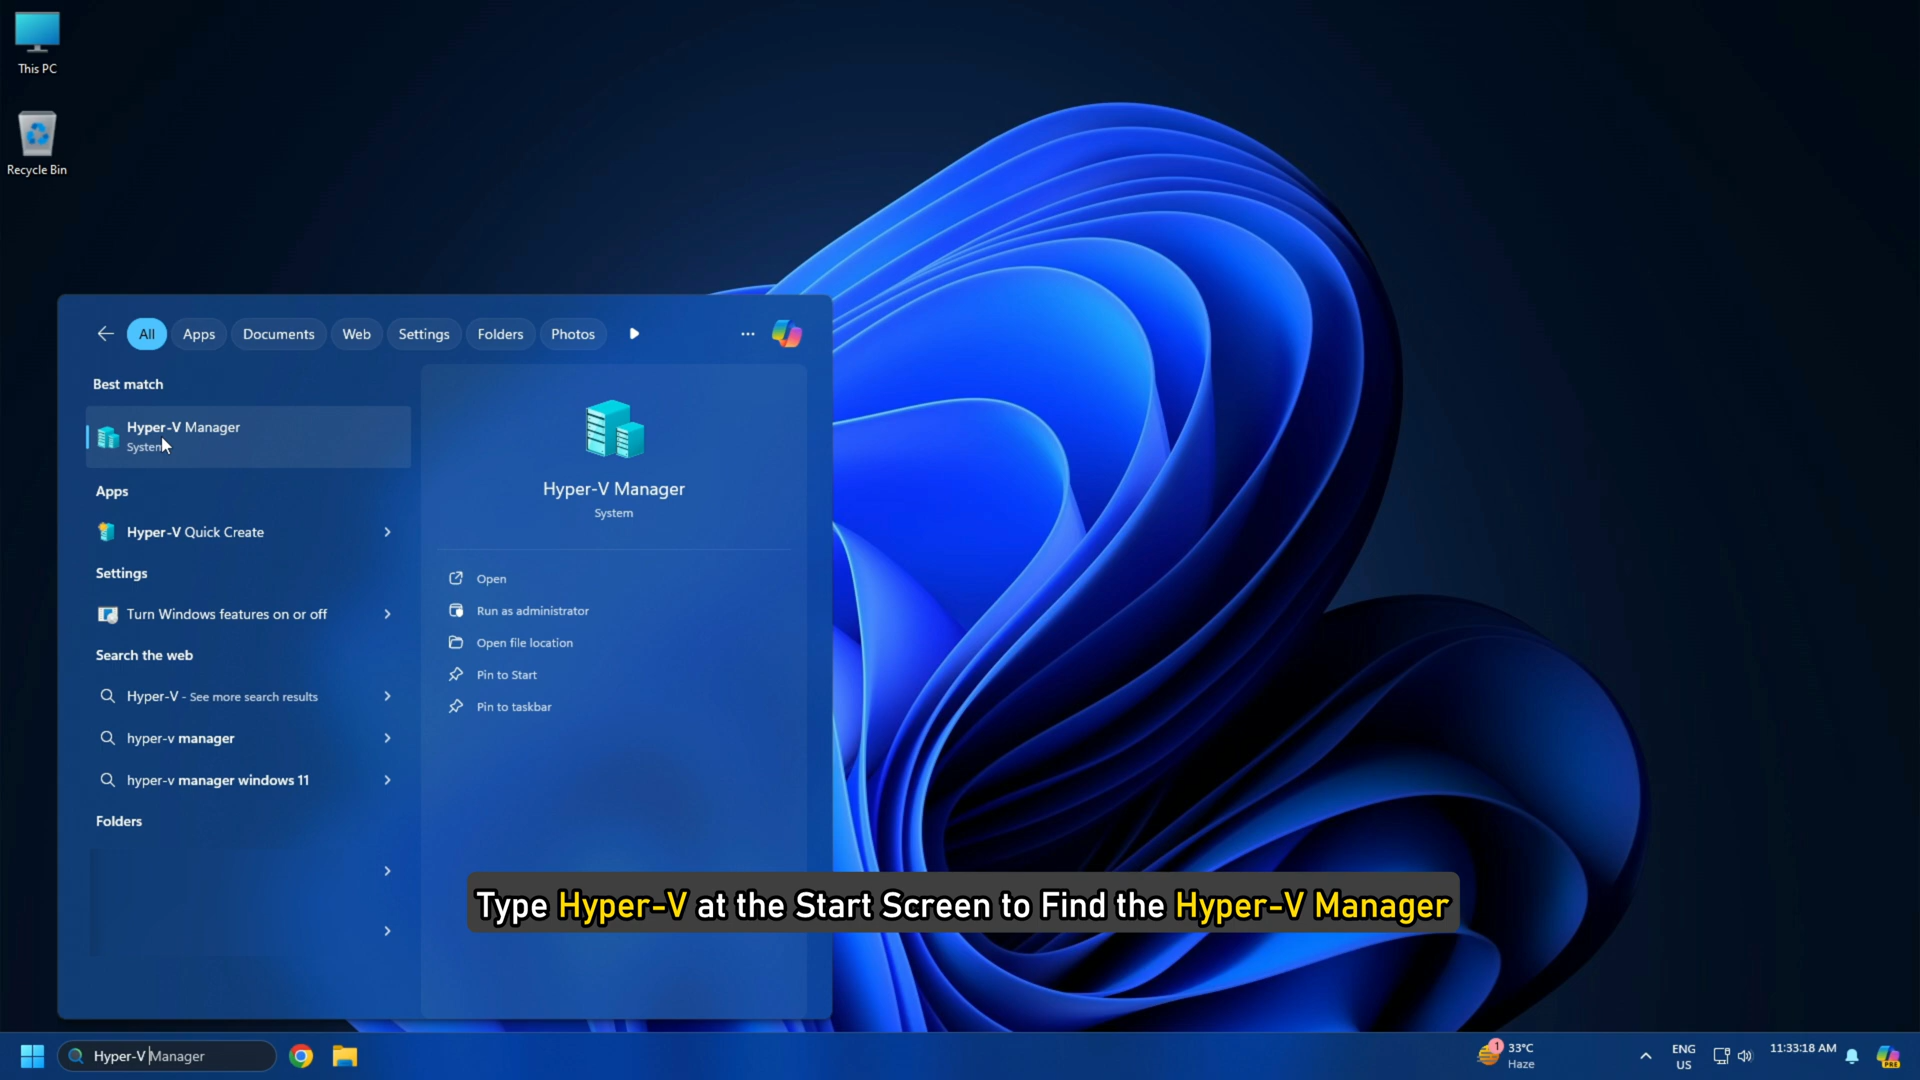 This PC
Recycle Bin
All
Apps
Documents
Web
Settings
Folders
Photos
Best match
Hyper-V Manager
System
Apps
Hyper-V Quick Create
Settings
Turn Windows features on or off
Search the web
Hyper-V - See more search results
hyper-v manager
hyper-v manager windows 11
Folders
Hyper-V Manager
System
Open
Run as administrator
Open file location
Pin to Start
Pin to taskbar
Type Hyper-V at the Start Screen to Find the Hyper-V Manager
Hyper-V Manager
1
33°C
Haze
ENG
US
11:33:18 AM
PRE